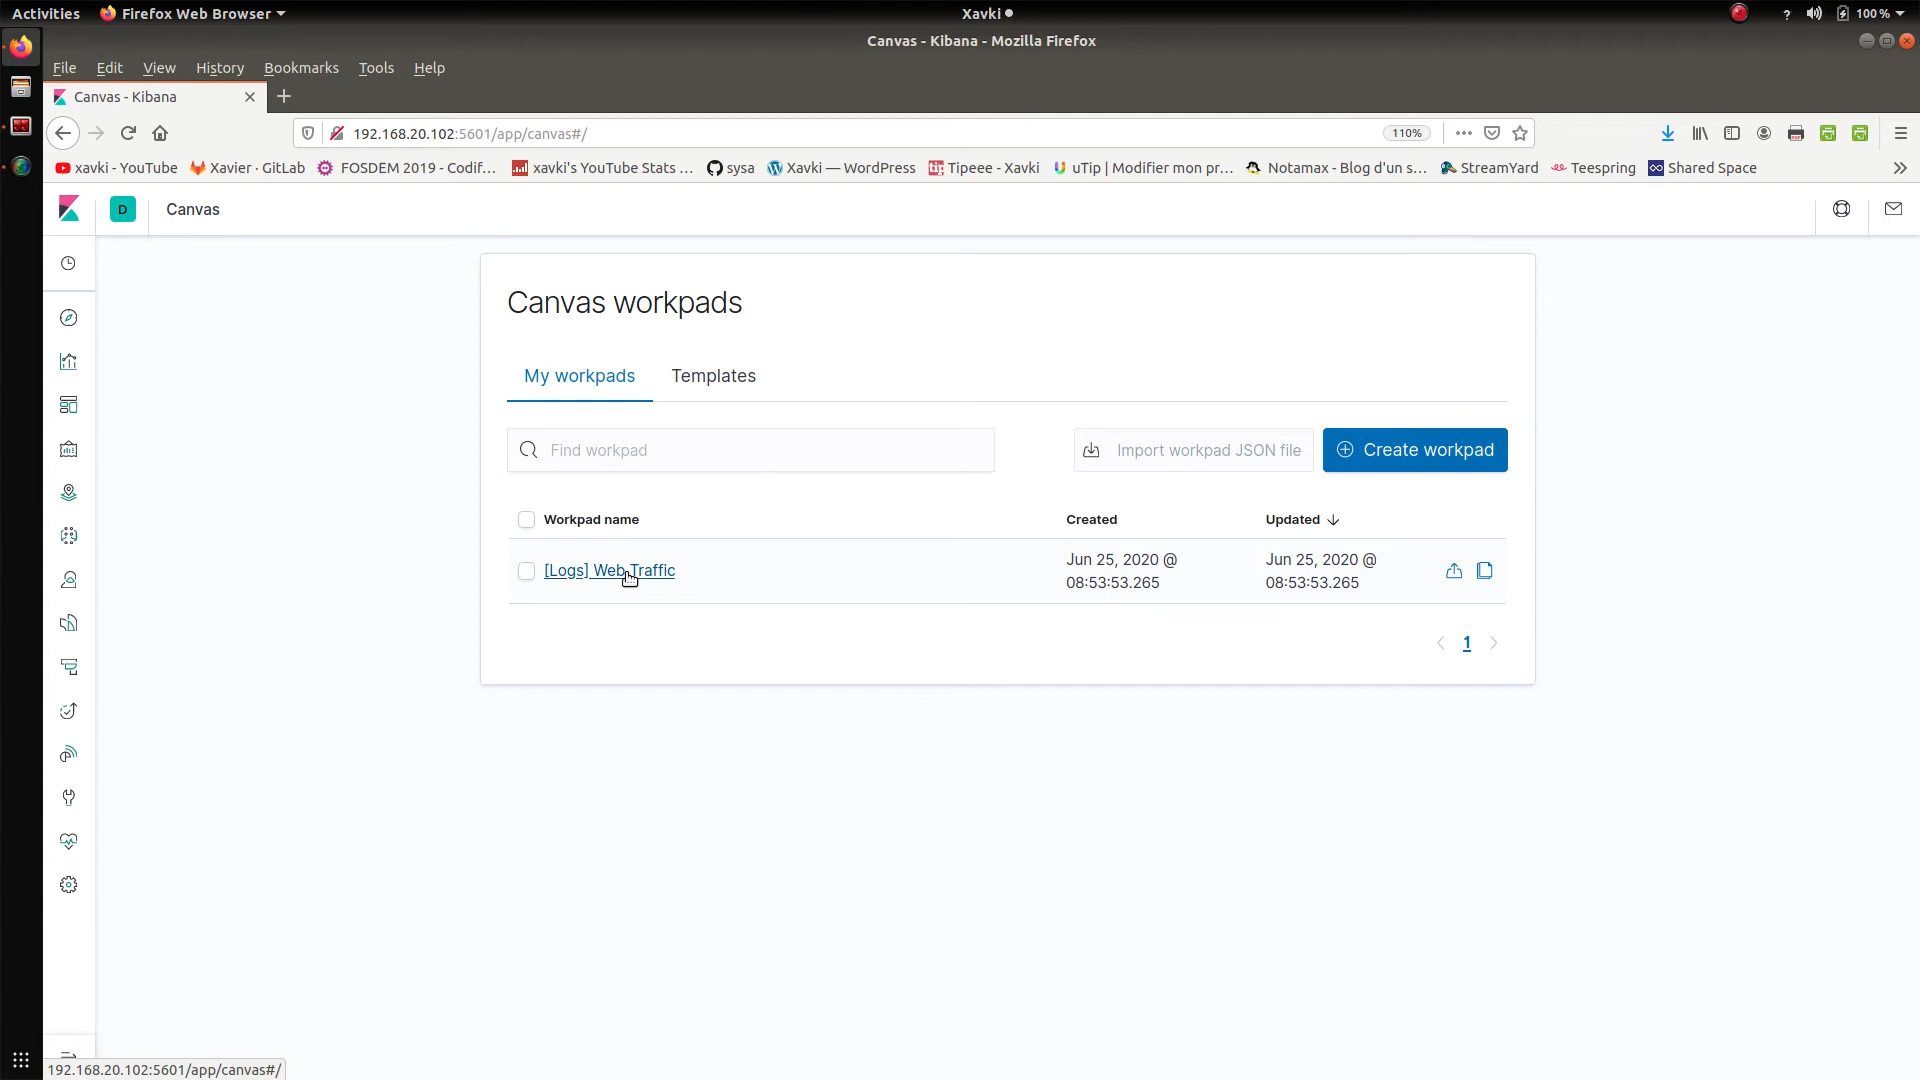 Activities Firefox Web Browser Xavki ? 100 %
Canvas - Kibana - Mozilla Firefox
File Edit View History Bookmarks Tools Help
Canvas - Kibana
192.168.20.102:5601/app/canvas#/ 110%
xavki - YouTube Xavier · GitLab FOSDEM 2019 - Codif... xavki's YouTube Stats ... sysa Xavki — WordPress Tipeee - Xavki uTip | Modifier mon pr... Notamax - Blog d'un s... StreamYard Teespring Shared Space
D Canvas
Canvas workpads
My workpads Templates
Find workpad Import workpad JSON file Create workpad
Workpad name Created Updated
[Logs] Web Traffic Jun 25, 2020 @ 08:53:53.265 Jun 25, 2020 @ 08:53:53.265
1
192.168.20.102:5601/app/canvas#/